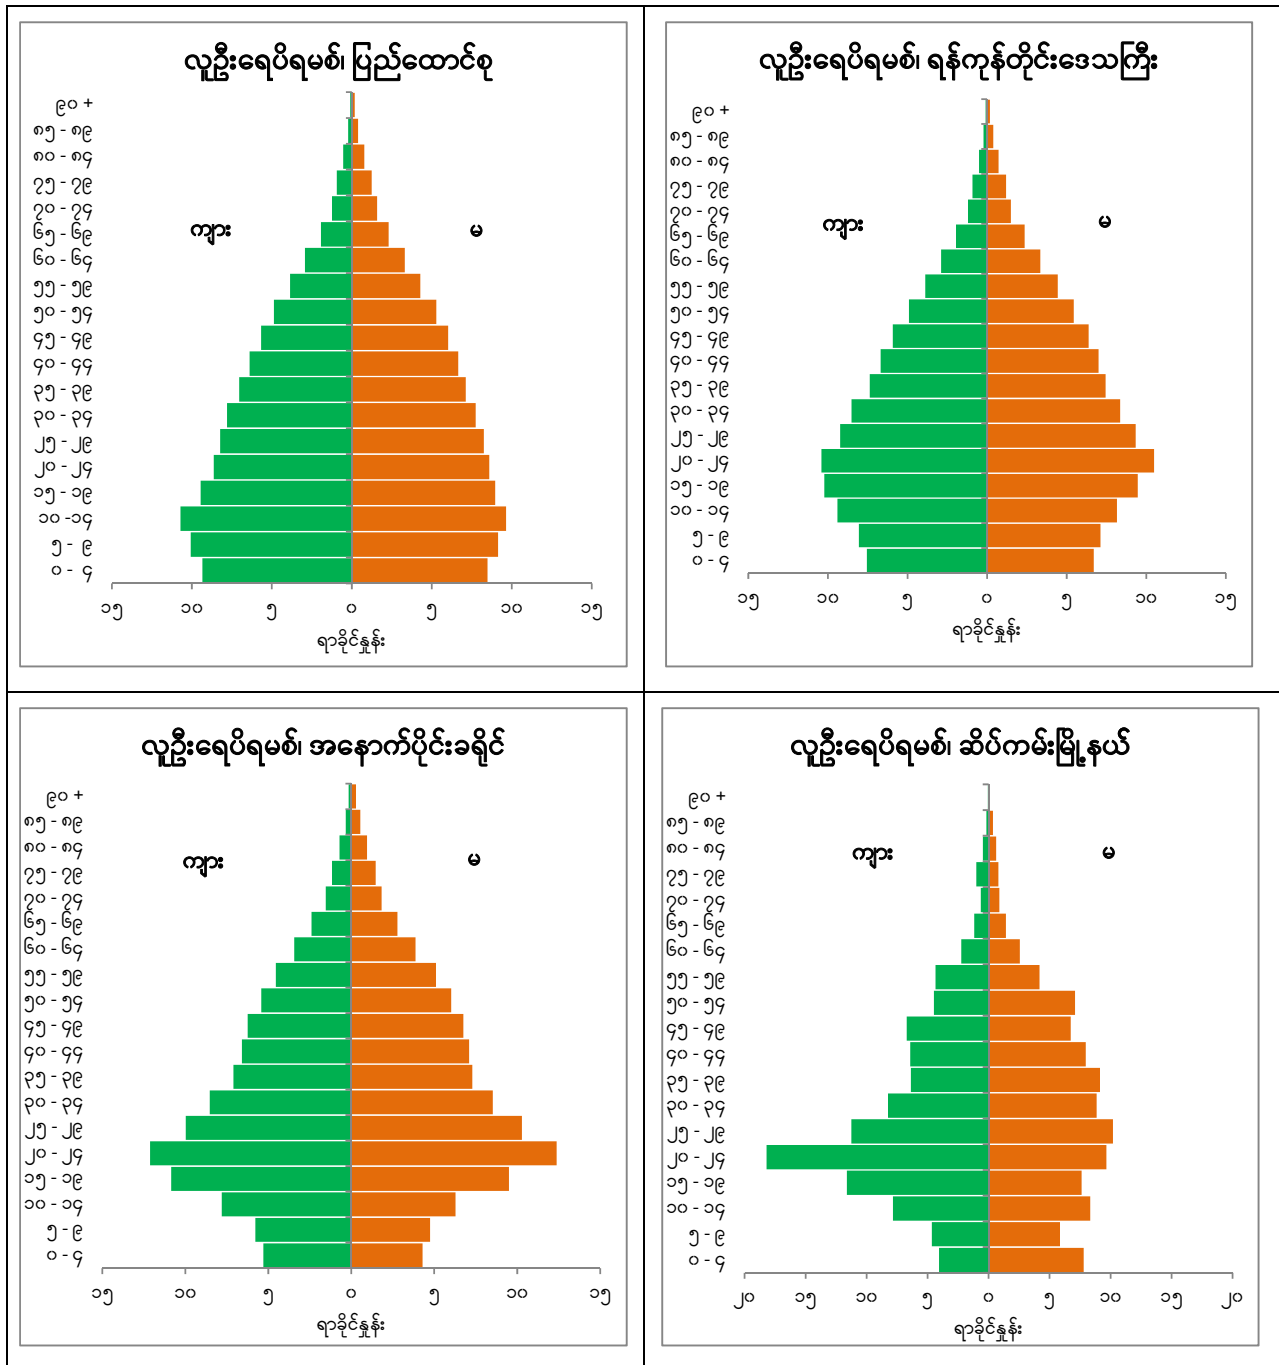 လူဦးရေပိရမစ်၊ ပြည်ထောင်စု
၉၀ +
၈၅ - ၈၉
၈၀ - ၈၄
၇၅ - ၇၉
၇၀ - ၇၄
ကျား မ
၆၅ - ၆၉
၆၀ - ၆၄
၅၅ - ၅၉
၅၀ - ၅၄
၄၅ - ၄၉
၄၀ - ၄၄
၃၅ - ၃၉
၃၀ - ၃၄
၂၅ - ၂၉
၂၀ - ၂၄
၁၅ - ၁၉
၁၀ -၁၄
၅ - ၉
၀ - ၄
၁၅ ၁၀ ၅ ၀ ၅ ၁၀ ၁၅
ရာခိုင်နှုန်း
လူဦးရေပိရမစ်၊ ရန်ကုန်တိုင်းဒေသကြီး
၉၀ +
၈၅ - ၈၉
၈၀ - ၈၄
၇၅ - ၇၉
၇၀ - ၇၄
ကျား မ
၆၅ - ၆၉
၆၀ - ၆၄
၅၅ - ၅၉
၅၀ - ၅၄
၄၅ - ၄၉
၄၀ - ၄၄
၃၅ - ၃၉
၃၀ - ၃၄
၂၅ - ၂၉
၂၀ - ၂၄
၁၅ - ၁၉
၁၀ - ၁၄
၅ - ၉
၀ - ၄
၁၅ ၁၀ ၅ ၀ ၅ ၁၀ ၁၅
ရာခိုင်နှုန်း
လူဦးရေပိရမစ်၊ အနောက်ပိုင်းခရိုင်
၉၀ +
၈၅ - ၈၉
၈၀ - ၈၄
ကျား မ
၇၅ - ၇၉
၇၀ - ၇၄
၆၅ - ၆၉
၆၀ - ၆၄
၅၅ - ၅၉
၅၀ - ၅၄
၄၅ - ၄၉
၄၀ - ၄၄
၃၅ - ၃၉
၃၀ - ၃၄
၂၅ - ၂၉
၂၀ - ၂၄
၁၅ - ၁၉
၁၀ - ၁၄
၅ - ၉
၀ - ၄
၁၅ ၁၀ ၅ ၀ ၅ ၁၀ ၁၅
ရာခိုင်နှုန်း
လူဦးရေပိရမစ်၊ ဆိပ်ကမ်းမြို့နယ်
၉၀ +
၈၅ - ၈၉
၈၀ - ၈၄
ကျား မ
၇၅ - ၇၉
၇၀ - ၇၄
၆၅ - ၆၉
၆၀ - ၆၄
၅၅ - ၅၉
၅၀ - ၅၄
၄၅ - ၄၉
၄၀ - ၄၄
၃၅ - ၃၉
၃၀ - ၃၄
၂၅ - ၂၉
၂၀ - ၂၄
၁၅ - ၁၉
၁၀ - ၁၄
၅ - ၉
၀ - ၄
၂၀ ၁၅ ၁၀ ၅ ၀ ၅ ၁၀ ၁၅ ၂၀
ရာခိုင်နှုန်း